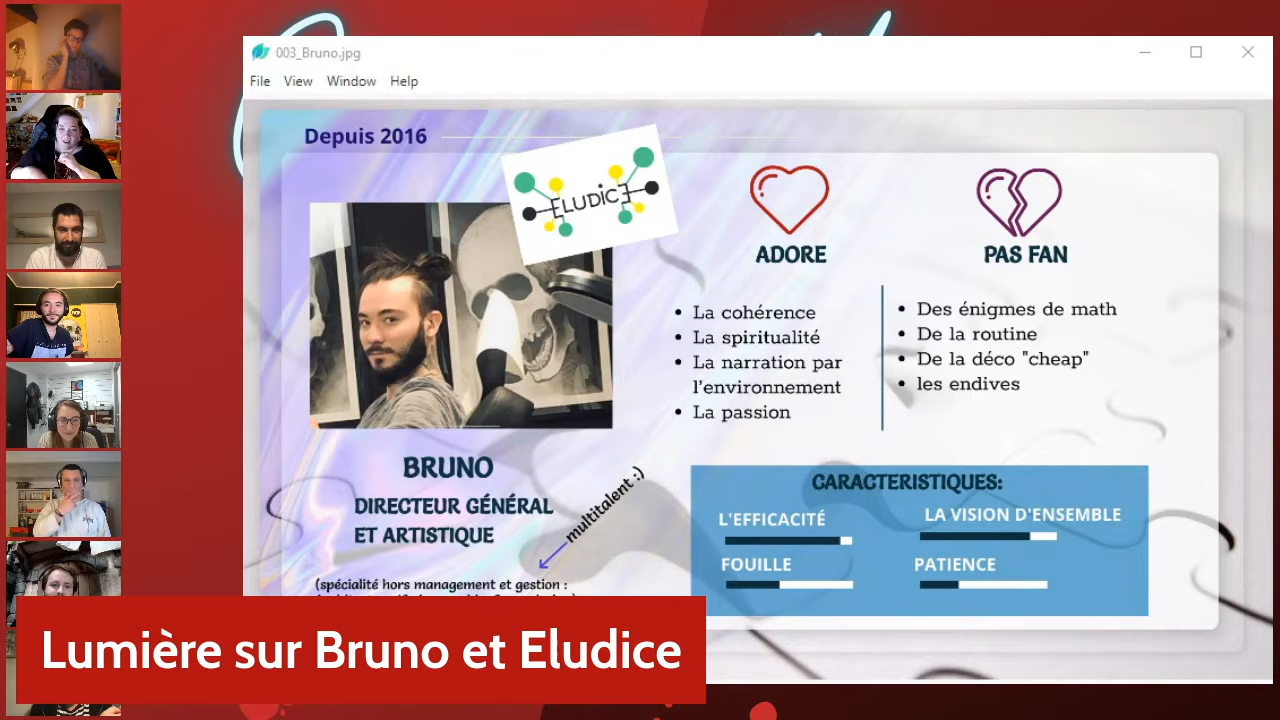 003_Bruno.jpg
File View Window Help
Depuis 2016
ELUDICE
ADORE
La cohérence
La spiritualité
La narration par
l'environnement
La passion
PAS FAN
Des énigmes de math
De la routine
De la déco "cheap"
les endives
BRUNO
DIRECTEUR GÉNÉRAL
ET ARTISTIQUE
multitalent :)
(spécialité hors management et gestion :
CARACTERISTIQUES:
L'EFFICACITÉ
LA VISION D'ENSEMBLE
FOUILLE
PATIENCE
Lumière sur Bruno et Eludice